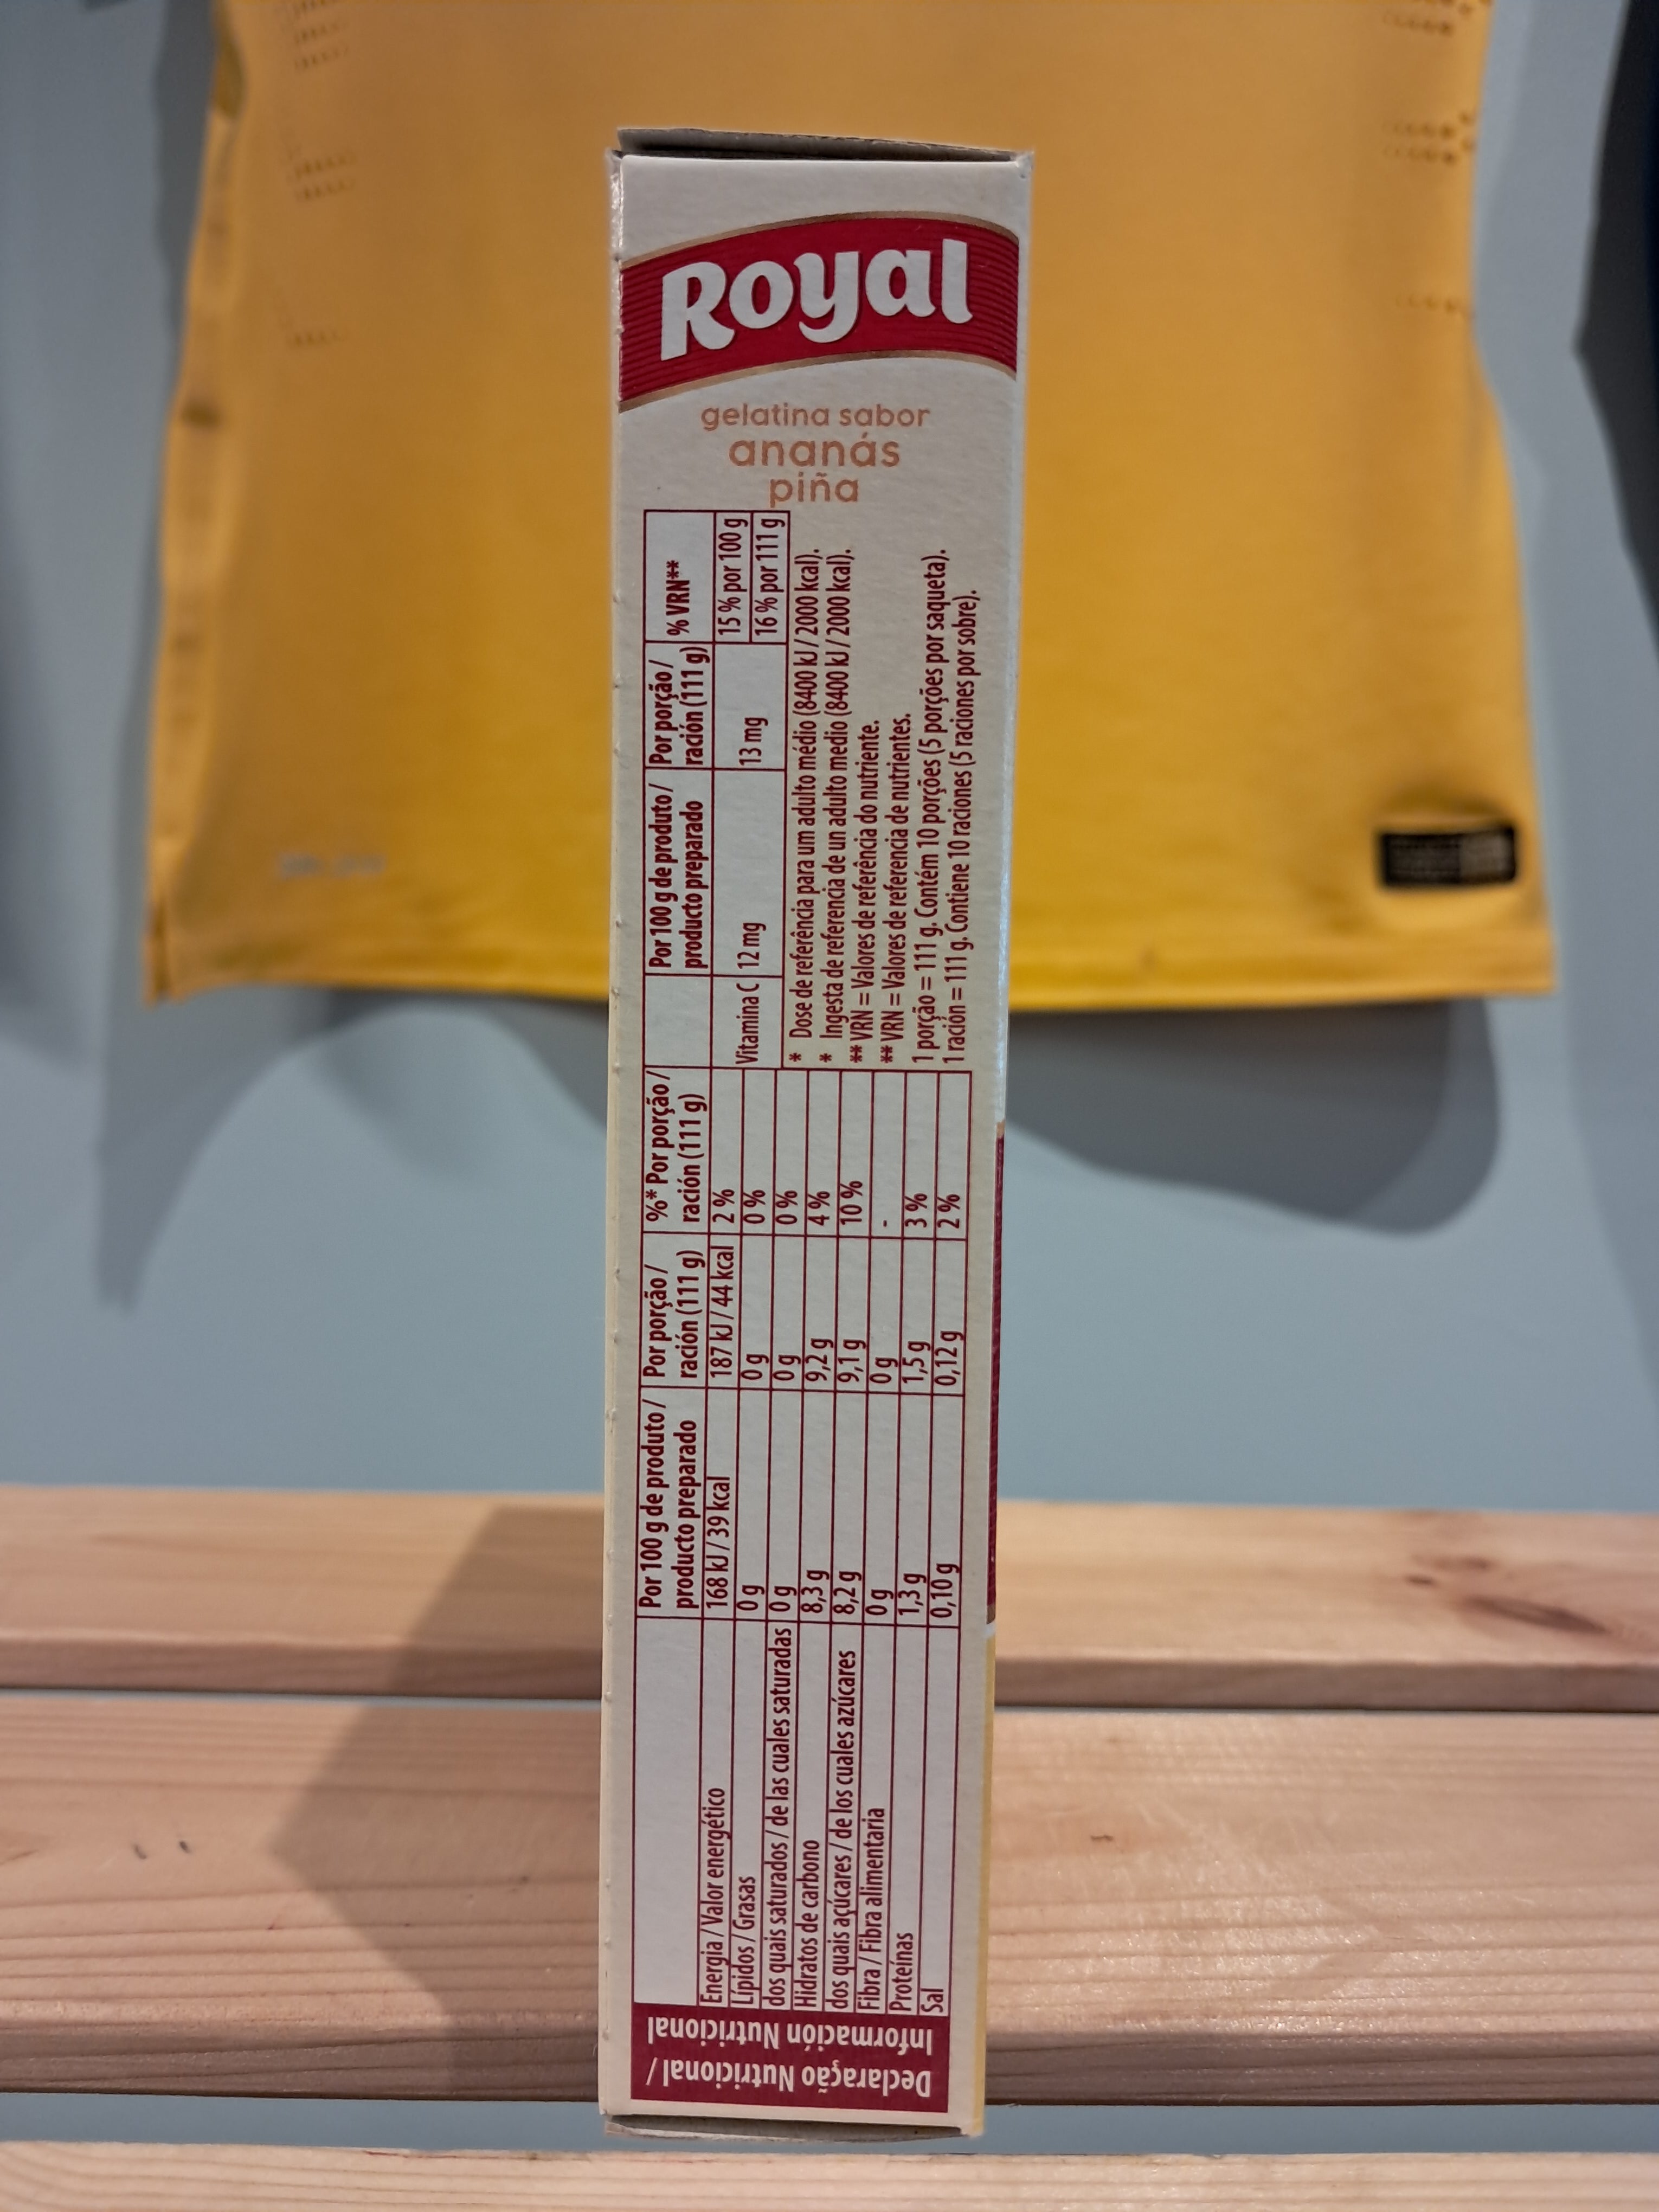 Royal
gelatina sabor
ananás
piña
Declaração Nutricional /
Información Nutricional
Por 100 g de produto / Por porção / %* Por porção /
producto preparado ración (111 g) ración (111 g)
Energia / Valor energético 168 kJ / 39 kcal 187 kJ / 44 kcal 2 %
Lípidos / Grasas 0 g 0 g 0 %
dos quais saturados / de las cuales saturadas 0 g 0 g 0 %
Hidratos de carbono 8,3 g 9,2 g 4 %
dos quais açúcares / de los cuales azúcares 8,2 g 9,1 g 10 %
Fibra / Fibra alimentaria 0 g 0 g -
Proteínas 1,3 g 1,5 g 3 %
Sal 0,10 g 0,12 g 2 %
Por 100 g de produto / Por porção / % VRN**
producto preparado ración (111 g)
Vitamina C 12 mg 13 mg 15 % por 100 g
16 % por 111 g
* Dose de referência para um adulto médio (8400 kJ / 2000 kcal).
* Ingesta de referencia de un adulto medio (8400 kJ / 2000 kcal).
** VRN = Valores de referência do nutriente.
** VRN = Valores de referencia de nutrientes.
1 porção = 111 g. Contém 10 porções (5 porções por saqueta).
1 ración = 111 g. Contiene 10 raciones (5 raciones por sobre).